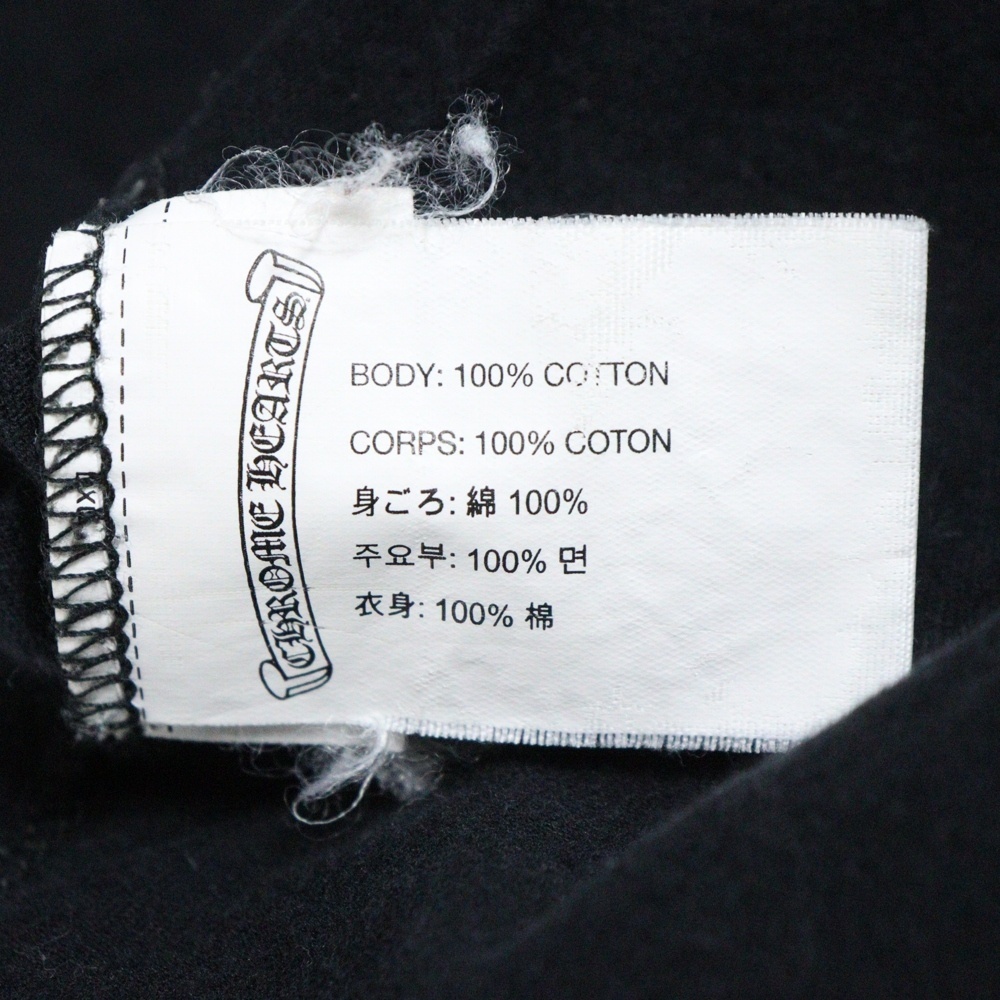 CHROME HEARTS
BODY: 100% COTTON
CORPS: 100% COTON
身ごろ: 綿 100%
주요부: 100% 면
衣身: 100% 棉